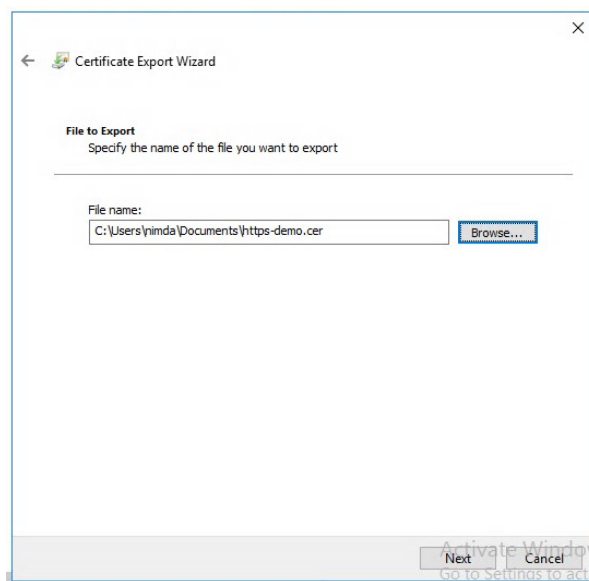 Certificate Export Wizard
File to Export
Specify the name of the file you want to export
File name:
C:\Users\nimda\Documents\https-demo.cer
Browse...
Activate Windo
Next
Cancel
Go to Settings to act